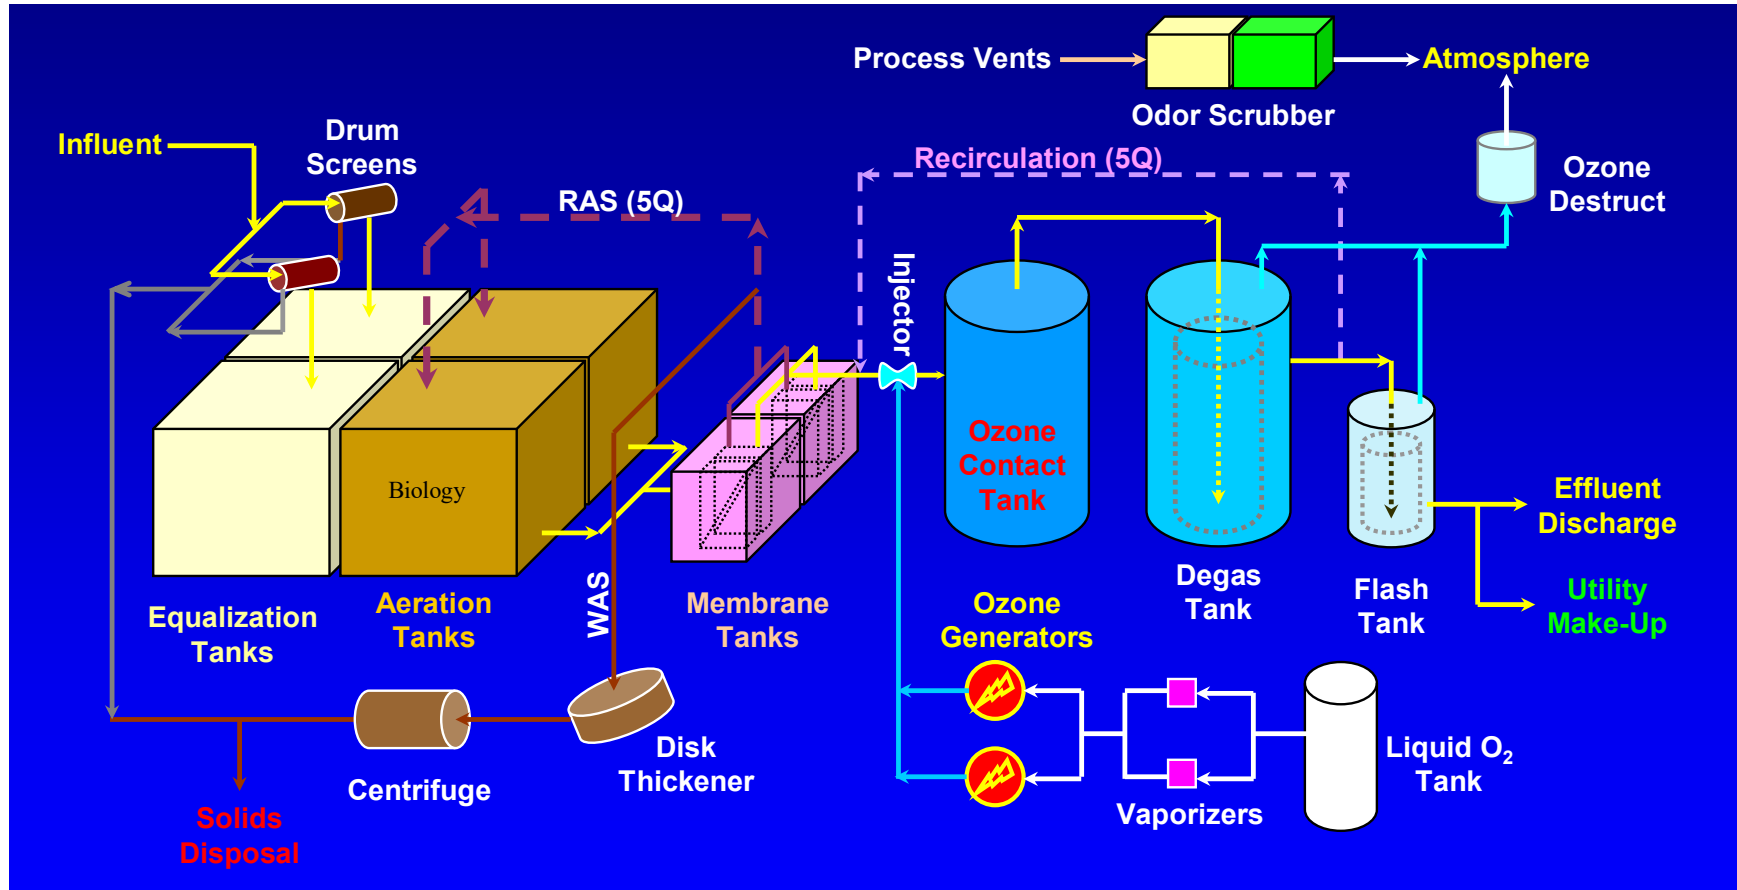 Process Vents
Atmosphere
Odor Scrubber
Influent
Drum
Screens
Recirculation (5Q)
Ozone
Destruct
RAS (5Q)
Injector
Ozone
Contact
Tank
Biology
Effluent
Discharge
Equalization
Tanks
Aeration
Tanks
WAS
Membrane
Tanks
Ozone
Generators
Degas
Tank
Flash
Tank
Utility
Make-Up
Disk
Thickener
Centrifuge
Liquid O₂
Tank
Vaporizers
Solids
Disposal